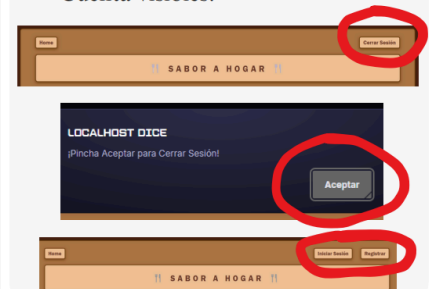 Home Cerrar Sesión
SABOR A HOGAR
LOCALHOST DICE
¡Pincha Aceptar para Cerrar Sesión!
Aceptar
Home Iniciar Sesión Registrar
SABOR A HOGAR